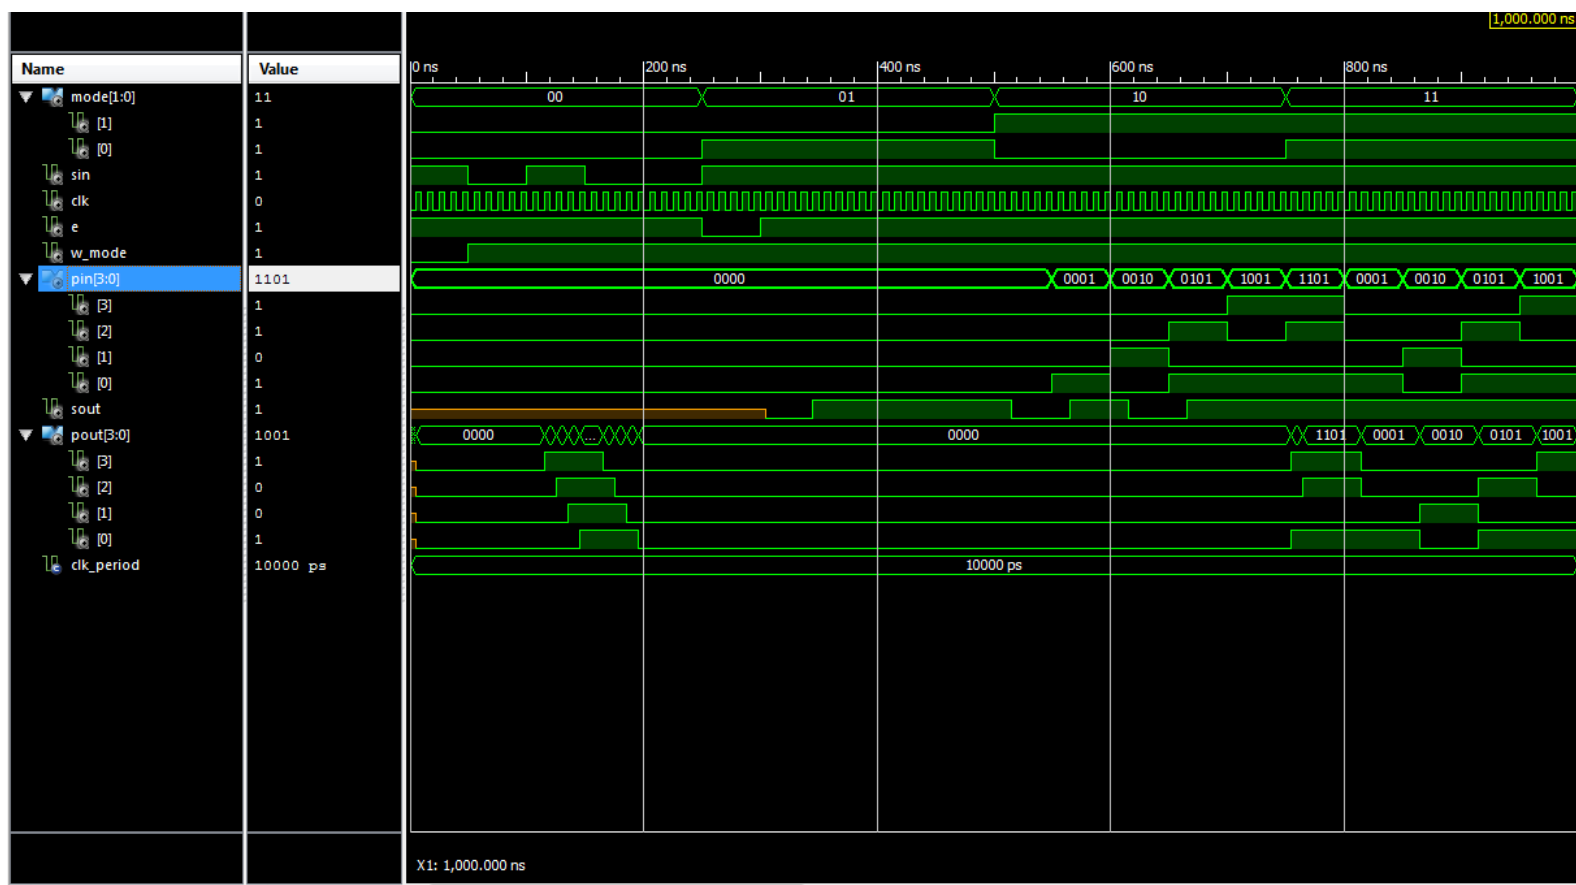 1,000.000 ns
Name Value 0 ns 200 ns 400 ns 600 ns 800 ns
mode[1:0] 11 00 01 10 11
[1] 1
[0] 1
sin 1
clk 0
e 1
w_mode 1
pin[3:0] 1101 0000 0001 0010 0101 1001 1101 0001 0010 0101 1001
[3] 1
[2] 1
[1] 0
[0] 1
sout 1
pout[3:0] 1001 0000 ... 0000 1101 0001 0010 0101 1001
[3] 1
[2] 0
[1] 0
[0] 1
clk_period 10000 ps 10000 ps
X1: 1,000.000 ns